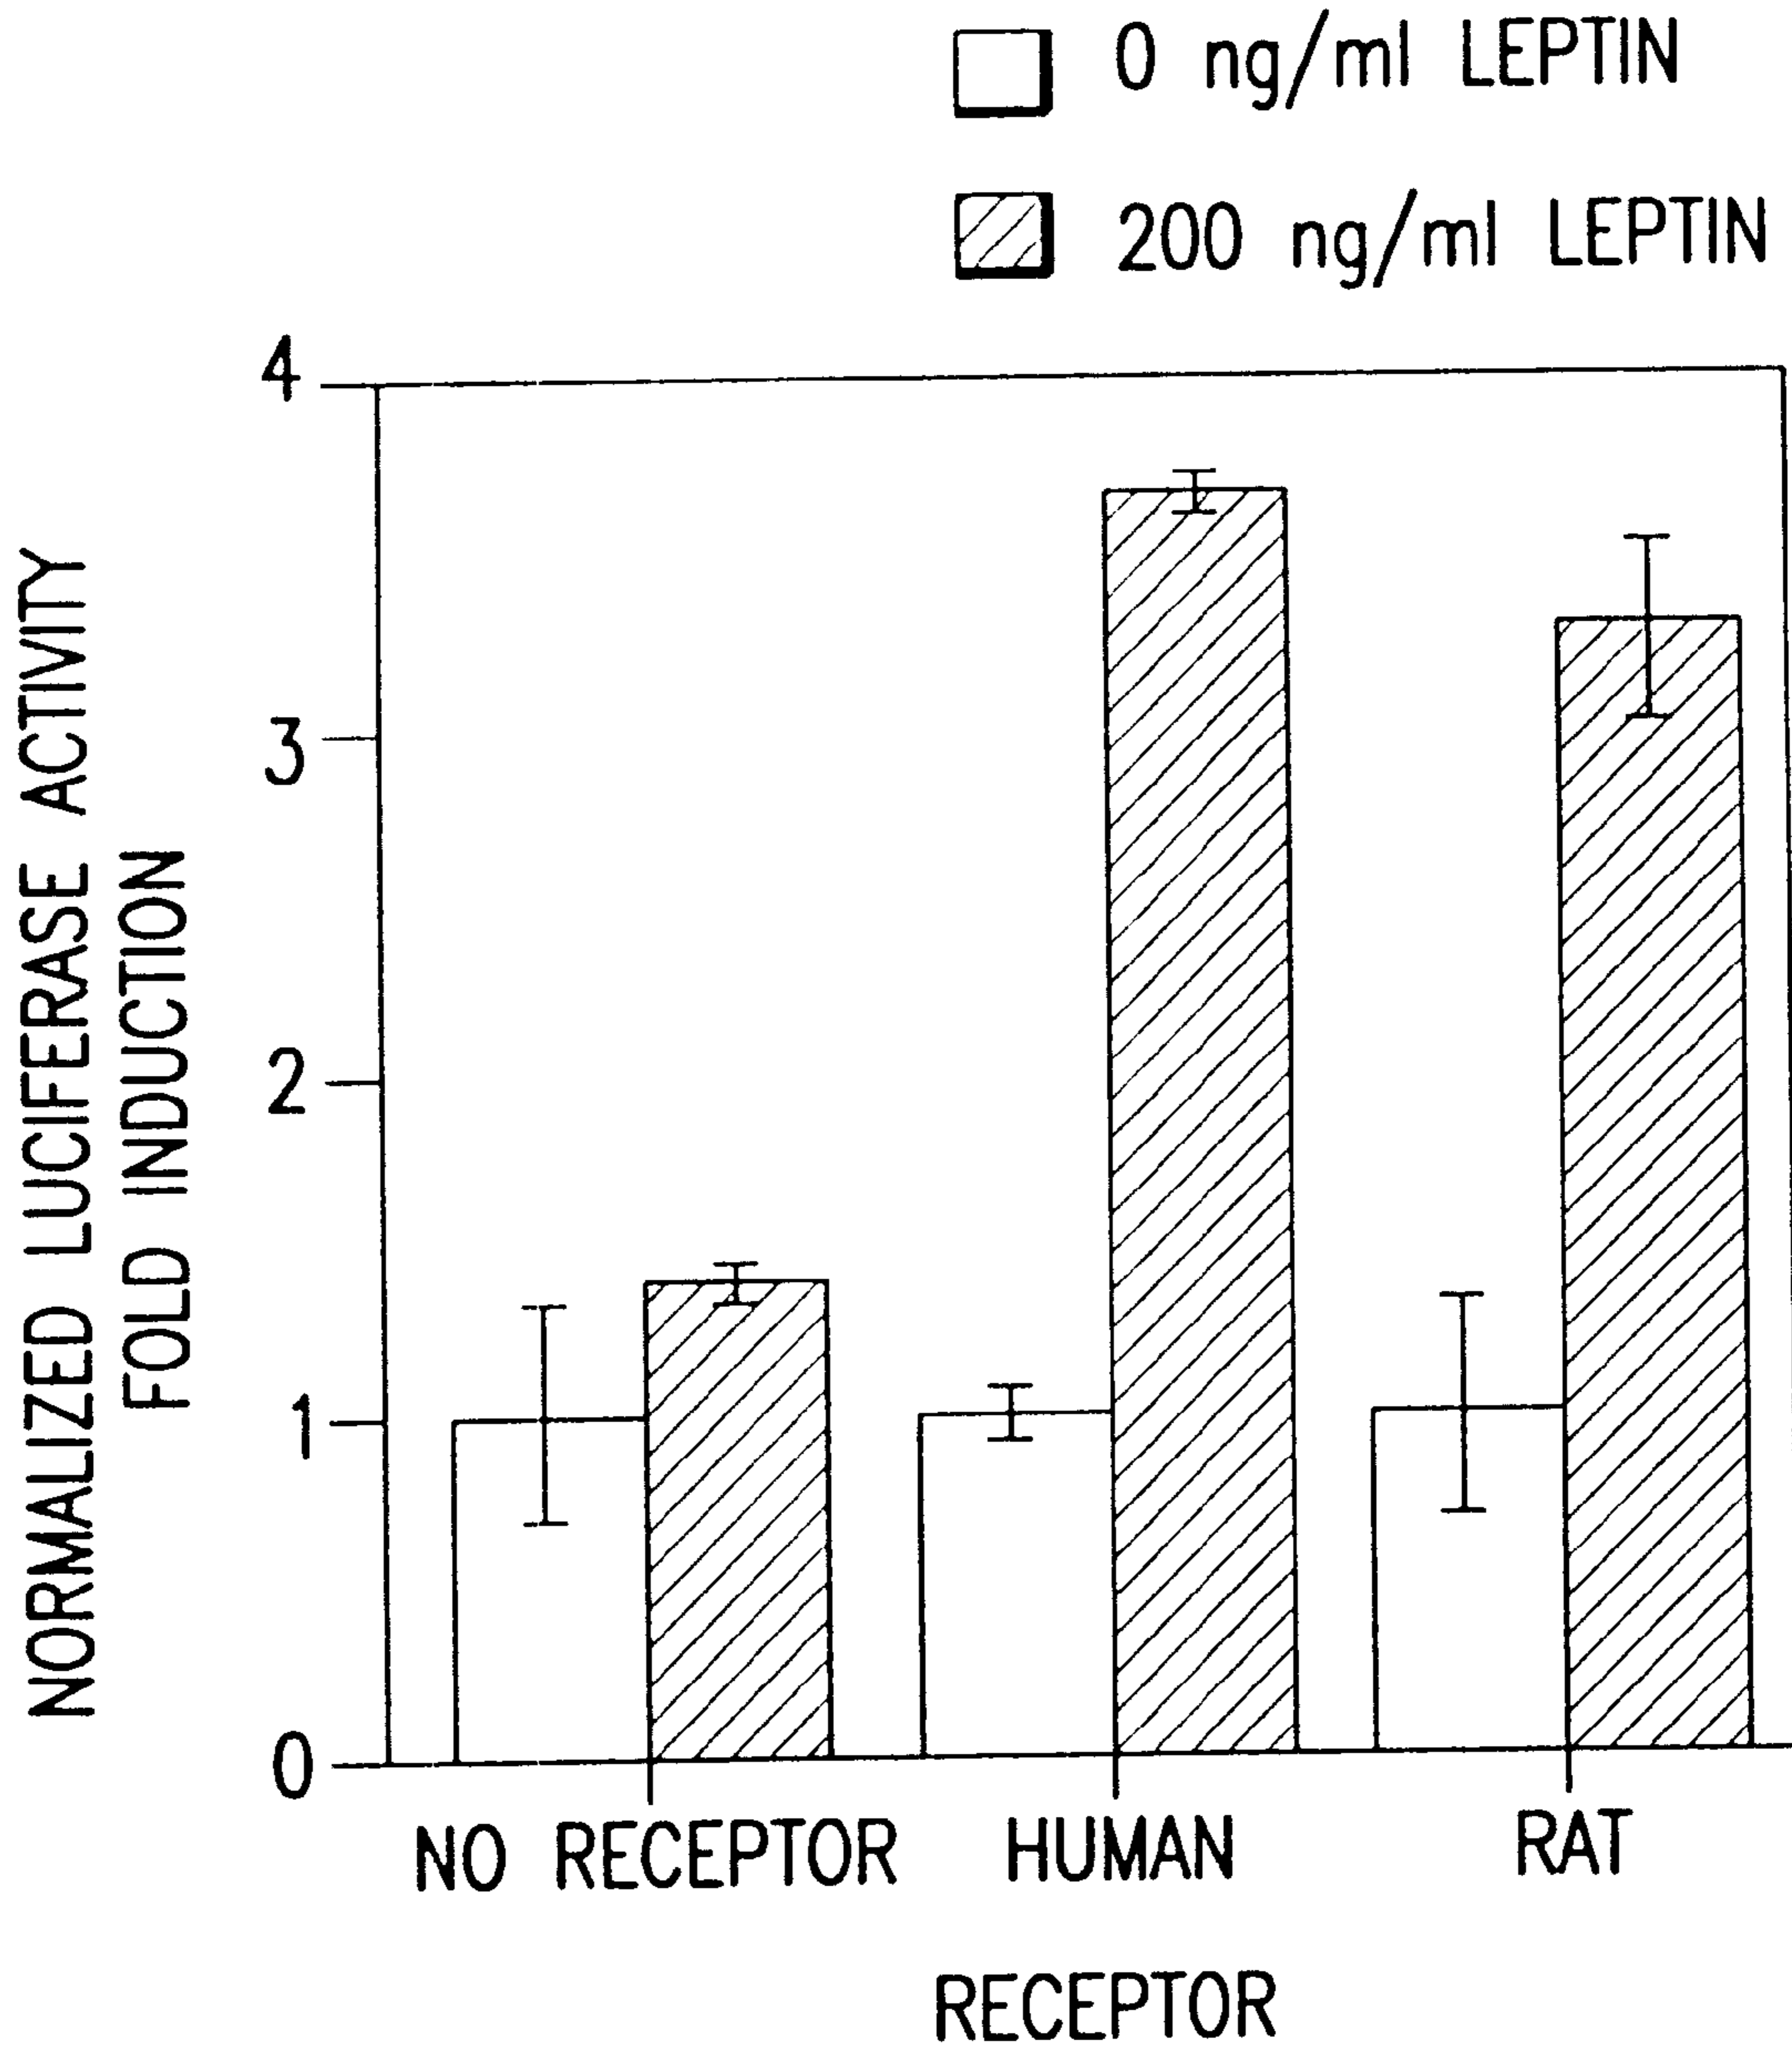 0 ng/ml LEPTIN
200 ng/ml LEPTIN
NORMALIZED LUCIFERASE ACTIVITY
FOLD INDUCTION
4
3
2
1
0
NO RECEPTOR
HUMAN
RAT
RECEPTOR